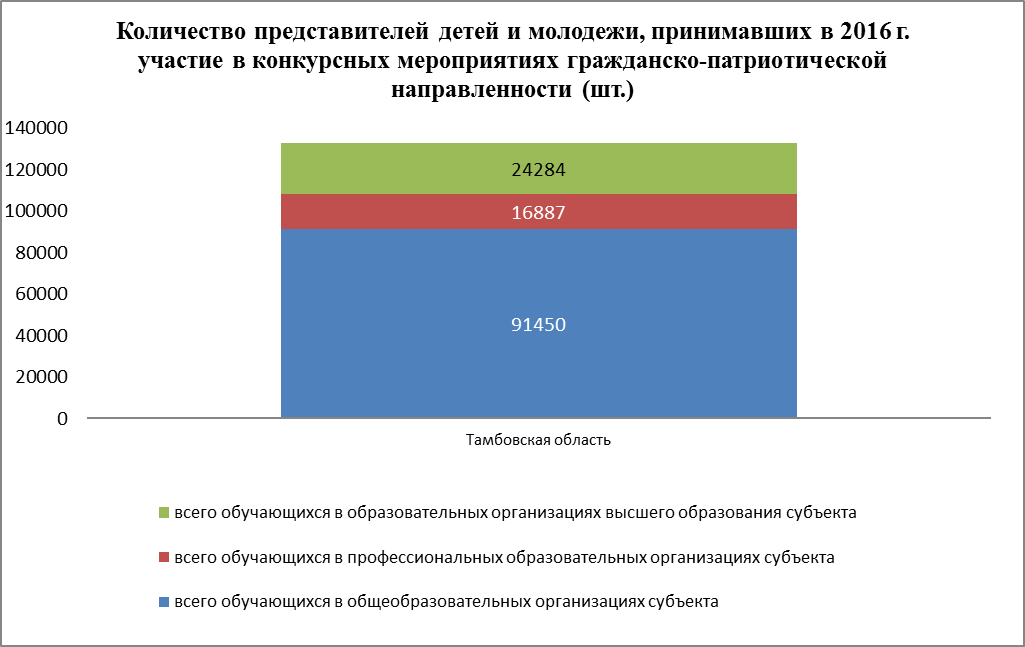 Количество представителей детей и молодежи, принимавших в 2016 г.
участие в конкурсных мероприятиях гражданско-патриотической
направленности (шт.)
140000
120000
100000
80000
60000
40000
20000
0
24284
16887
91450
Тамбовская область
всего обучающихся в образовательных организациях высшего образования субъекта
всего обучающихся в профессиональных образовательных организациях субъекта
всего обучающихся в общеобразовательных организациях субъекта